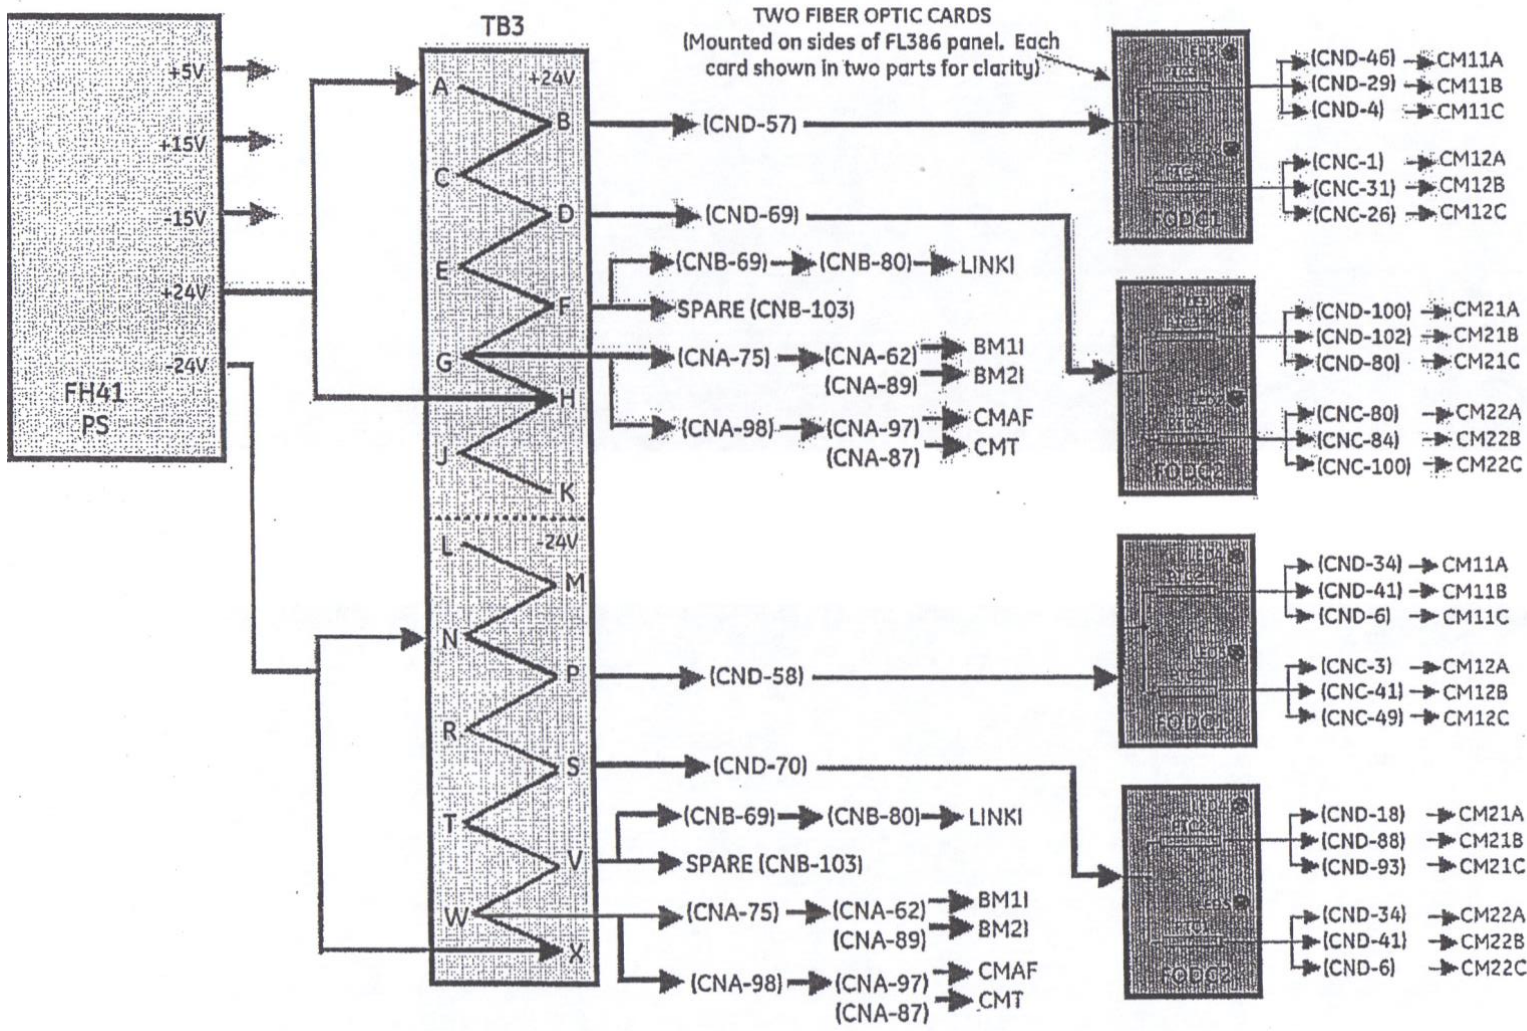 TB3
TWO FIBER OPTIC CARDS
(Mounted on sides of FL386 panel. Each
card shown in two parts for clarity)
+5V
+15V
-15V
+24V
-24V
FH41
PS
+24V
A
B
C
D
E
F
G
H
J
K
-24V
L
M
N
P
R
S
T
V
W
X
(CND-57)
(CND-69)
(CNB-69) (CNB-80) LINKI
SPARE (CNB-103)
(CNA-75) (CNA-62) BM1I
(CNA-89) BM2I
(CNA-98) (CNA-97) CMAF
(CNA-87) CMT
(CND-58)
(CND-70)
(CNB-69) (CNB-80) LINKI
SPARE (CNB-103)
(CNA-75) (CNA-62) BM1I
(CNA-89) BM2I
(CNA-98) (CNA-97) CMAF
(CNA-87) CMT
LED3
PTC3
FODC1
(CND-46) CM11A
(CND-29) CM11B
(CND-4) CM11C
(CNC-1) CM12A
(CNC-31) CM12B
(CNC-26) CM12C
FODC2
(CND-100) CM21A
(CND-102) CM21B
(CND-80) CM21C
(CNC-80) CM22A
(CNC-84) CM22B
(CNC-100) CM22C
LED4
PTC2
FODC1
(CND-34) CM11A
(CND-41) CM11B
(CND-6) CM11C
(CNC-3) CM12A
(CNC-41) CM12B
(CNC-49) CM12C
LED4
LED5
FODC2
(CND-18) CM21A
(CND-88) CM21B
(CND-93) CM21C
(CND-34) CM22A
(CND-41) CM22B
(CND-6) CM22C